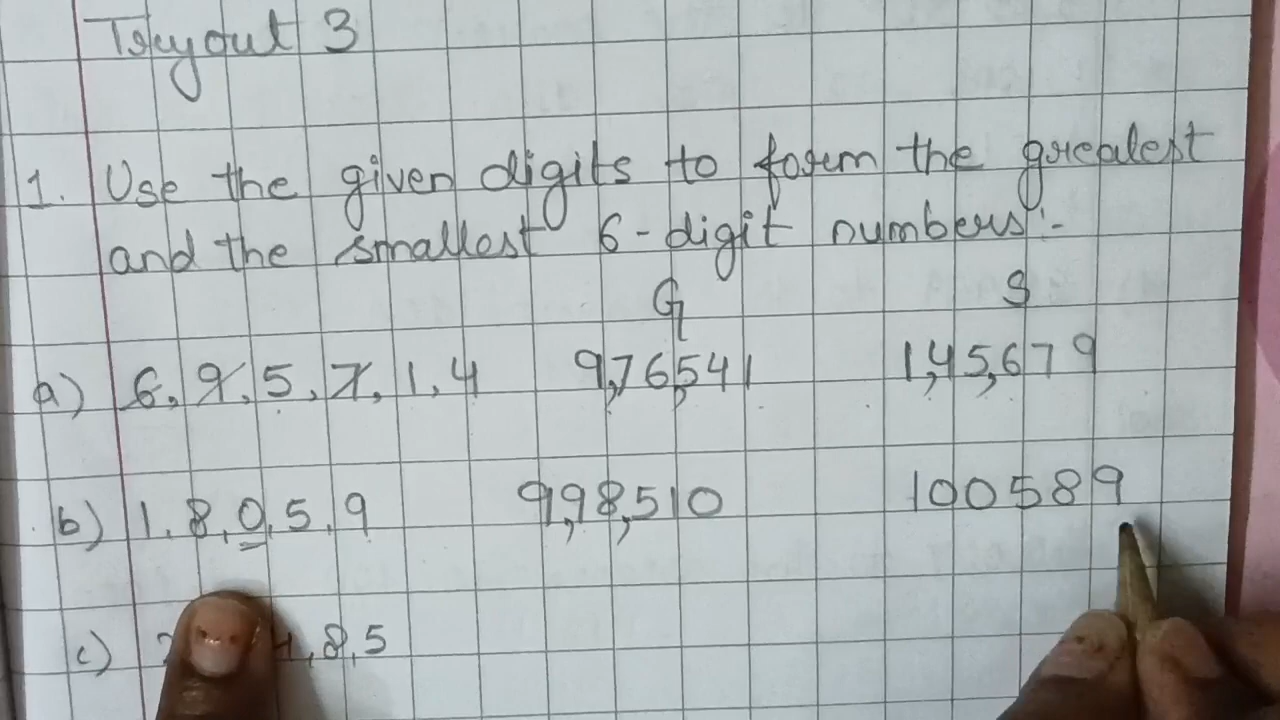 Tryout 3
1. Use the given digits to form the greatest
and the smallest 6-digit numbers:-
G S
a) 6, 9, 5, 7, 1, 4 9,76,541 1,45,679
b) 1, 8, 0, 5, 9 9,98,510 100589
c) 8, 5